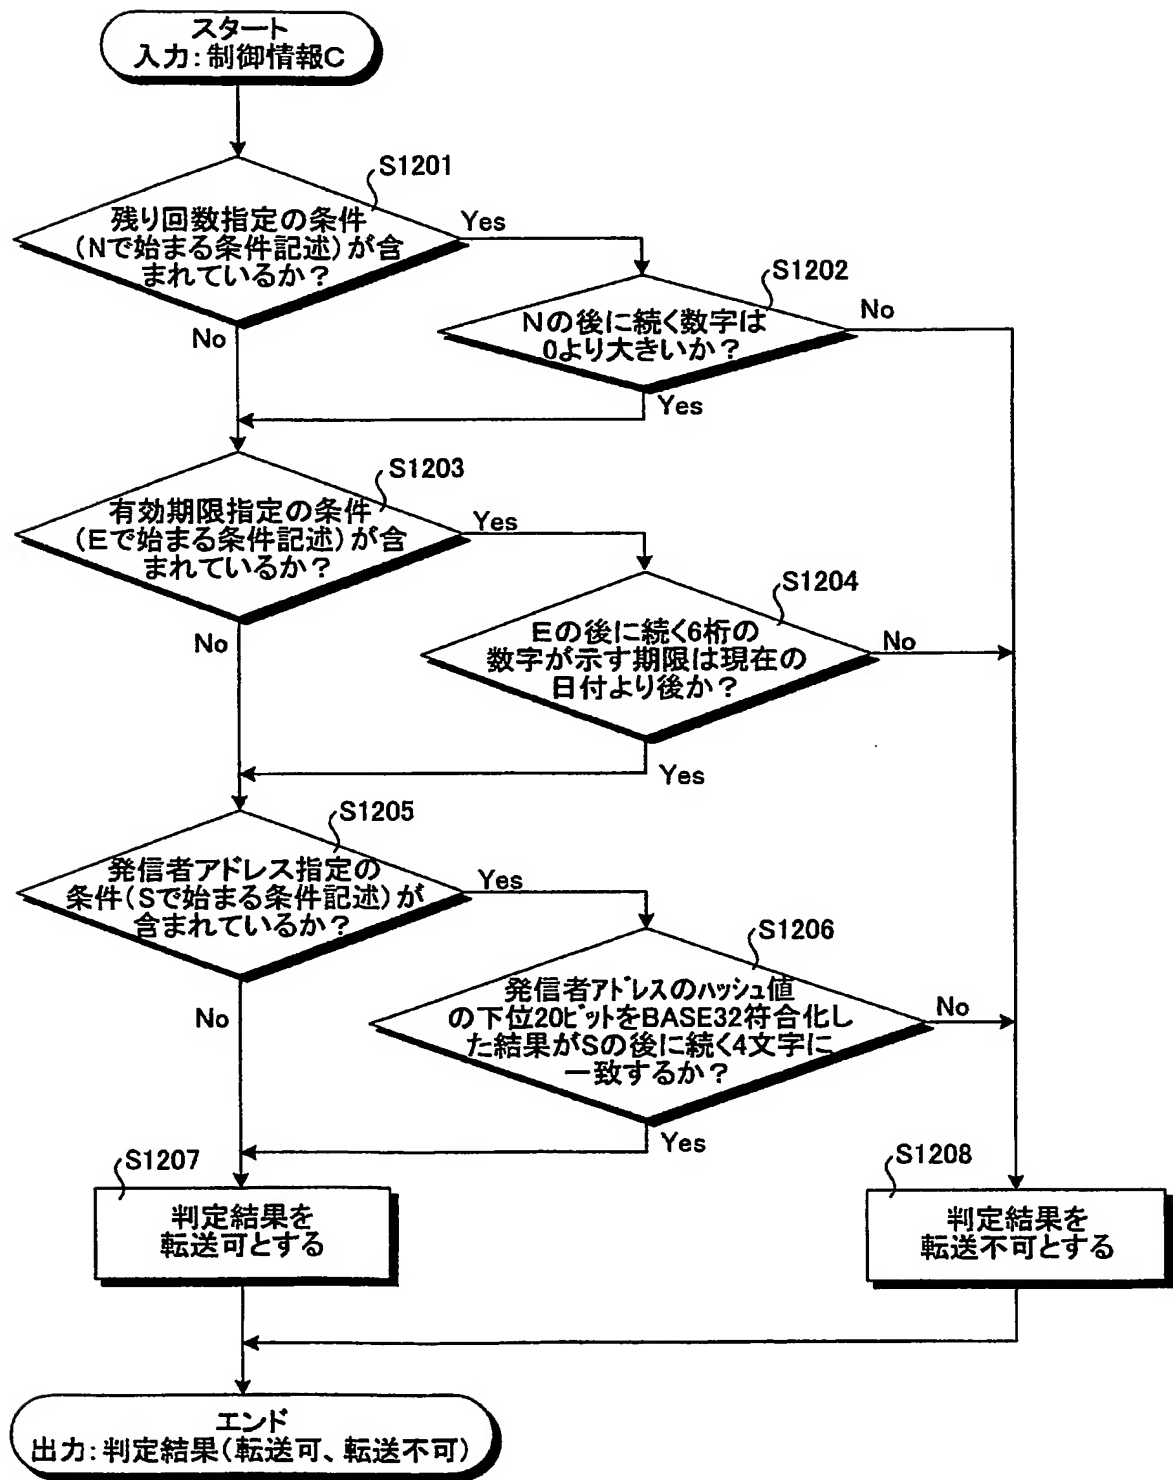 スタート
入力：制御情報C
S1201
残り回数指定の条件
（Nで始まる条件記述）が含
まれているか？
Yes
No
S1202
Nの後に続く数字は
0より大きいか？
No
Yes
S1203
有効期限指定の条件
（Eで始まる条件記述）が含
まれているか？
Yes
No
S1204
Eの後に続く6桁の
数字が示す期限は現在の
日付より後か？
No
Yes
S1205
発信者アドレス指定の
条件（Sで始まる条件記述）が
含まれているか？
Yes
No
S1206
発信者ｱﾄﾞﾚｽのﾊｯｼｭ値
の下位20ﾋﾞｯﾄをBASE32符合化し
た結果がSの後に続く4文字に
一致するか？
No
Yes
S1207
判定結果を
転送可とする
S1208
判定結果を
転送不可とする
エンド
出力：判定結果（転送可、転送不可）